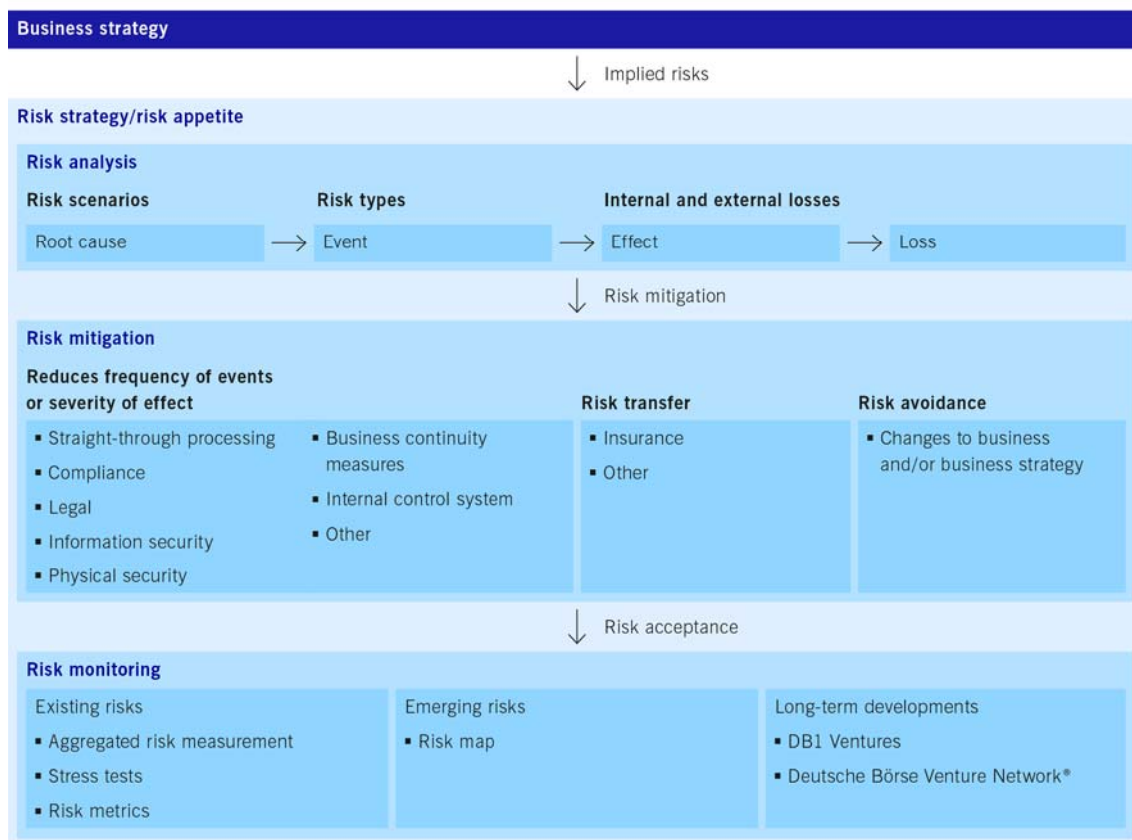 Business strategy
Implied risks
Risk strategy/risk appetite
Risk analysis
Risk scenarios
Risk types
Internal and external losses
Root cause
Event
Effect
Loss
Risk mitigation
Risk mitigation
Reduces frequency of events
or severity of effect
▪ Straight-through processing
▪ Compliance
▪ Legal
▪ Information security
▪ Physical security
▪ Business continuity
measures
▪ Internal control system
▪ Other
Risk transfer
▪ Insurance
▪ Other
Risk avoidance
▪ Changes to business
and/or business strategy
Risk acceptance
Risk monitoring
Existing risks
▪ Aggregated risk measurement
▪ Stress tests
▪ Risk metrics
Emerging risks
▪ Risk map
Long-term developments
▪ DB1 Ventures
▪ Deutsche Börse Venture Network®